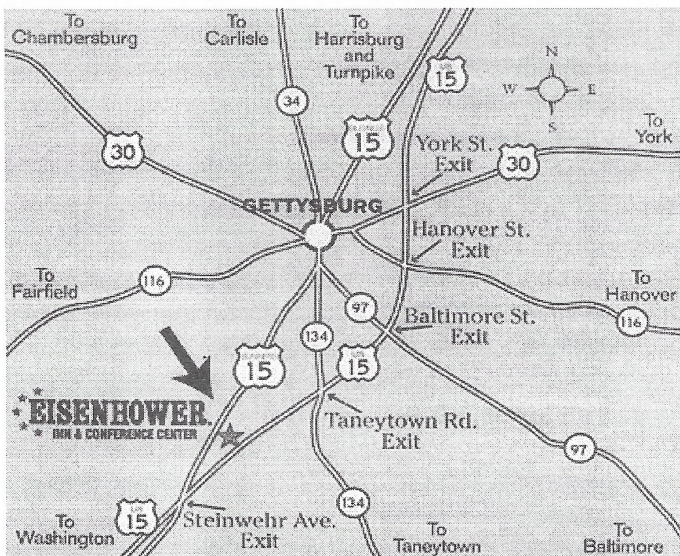 To
Chambersburg
To
Carlisle
To
Harrisburg
and
Turnpike
15
N
W E
S
34
15
30
York St.
Exit
30
To
York
GETTYSBURG
Hanover St.
Exit
To
Fairfield
116
To
Hanover
116
97
Baltimore St.
Exit
134
15
15
EISENHOWER
INN & CONFERENCE CENTER
Taneytown Rd.
Exit
97
15
134
To
Washington
Steinwehr Ave.
Exit
To
Taneytown
To
Baltimore